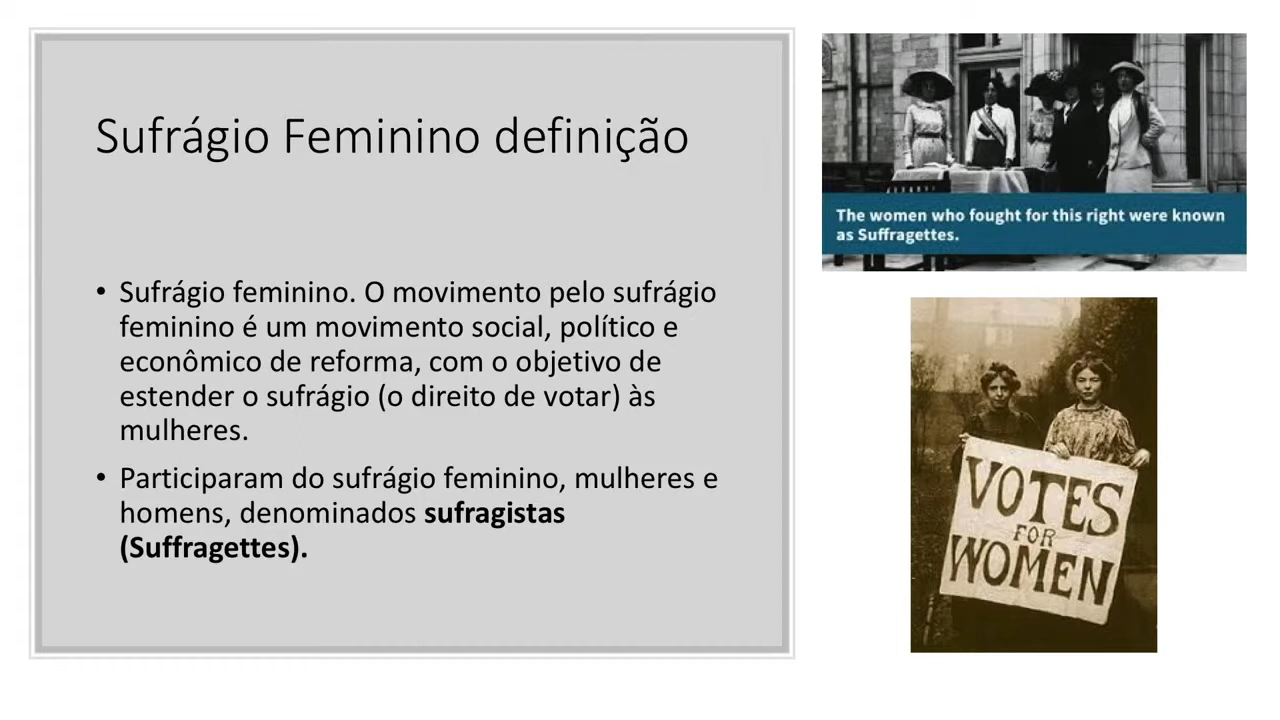 Sufrágio Feminino definição
• Sufrágio feminino. O movimento pelo sufrágio
feminino é um movimento social, político e
econômico de reforma, com o objetivo de
estender o sufrágio (o direito de votar) às
mulheres.
• Participaram do sufrágio feminino, mulheres e
homens, denominados sufragistas
(Suffragettes).
The women who fought for this right were known
as Suffragettes.
VOTES
FOR
WOMEN